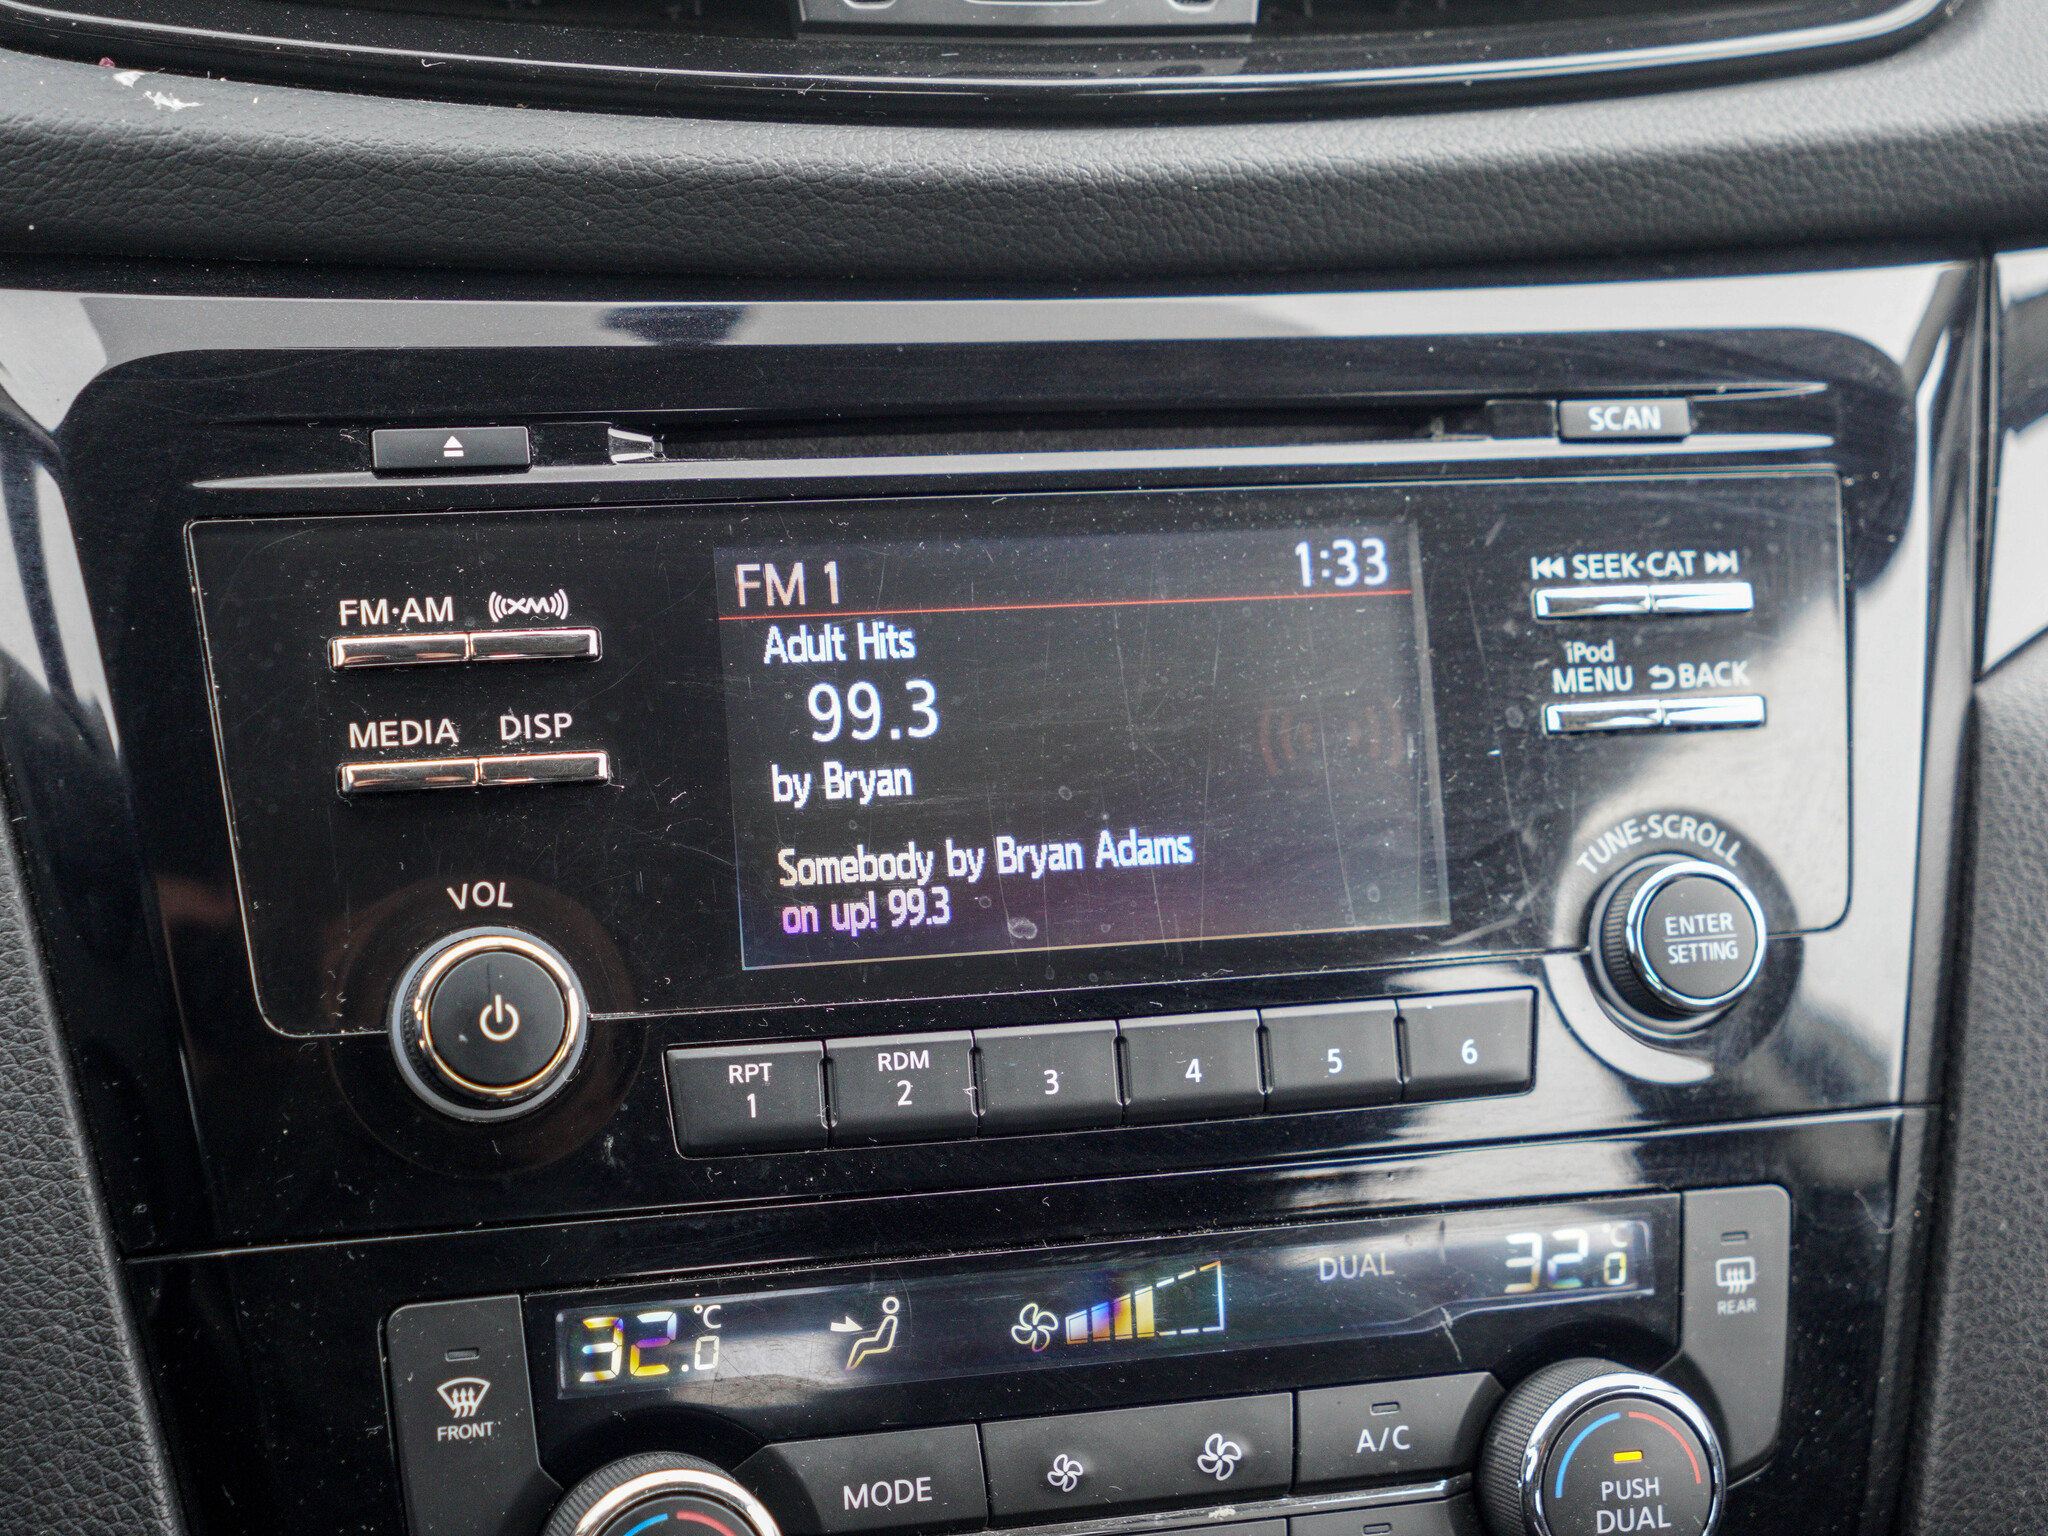 SCAN
FM·AM
((XM))
SEEK·CAT
FM 1 1:33
Adult Hits
99.3
by Bryan
Somebody by Bryan Adams
on up! 99.3
iPod
MENU BACK
MEDIA DISP
VOL
TUNE·SCROLL
ENTER
SETTING
RPT
1
RDM
2
3
4
5
6
32.0 °C
DUAL
32.0 °C
FRONT
REAR
MODE
A/C
PUSH
DUAL